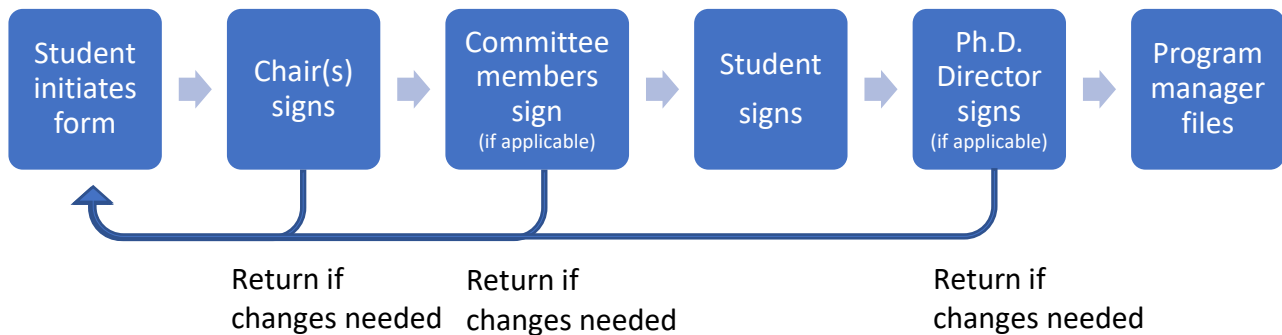 Student
initiates
form
Chair(s)
signs
Committee
members
sign
(if applicable)
Student
signs
Ph.D.
Director
signs
(if applicable)
Program
manager
files
Return if
changes needed
Return if
changes needed
Return if
changes needed